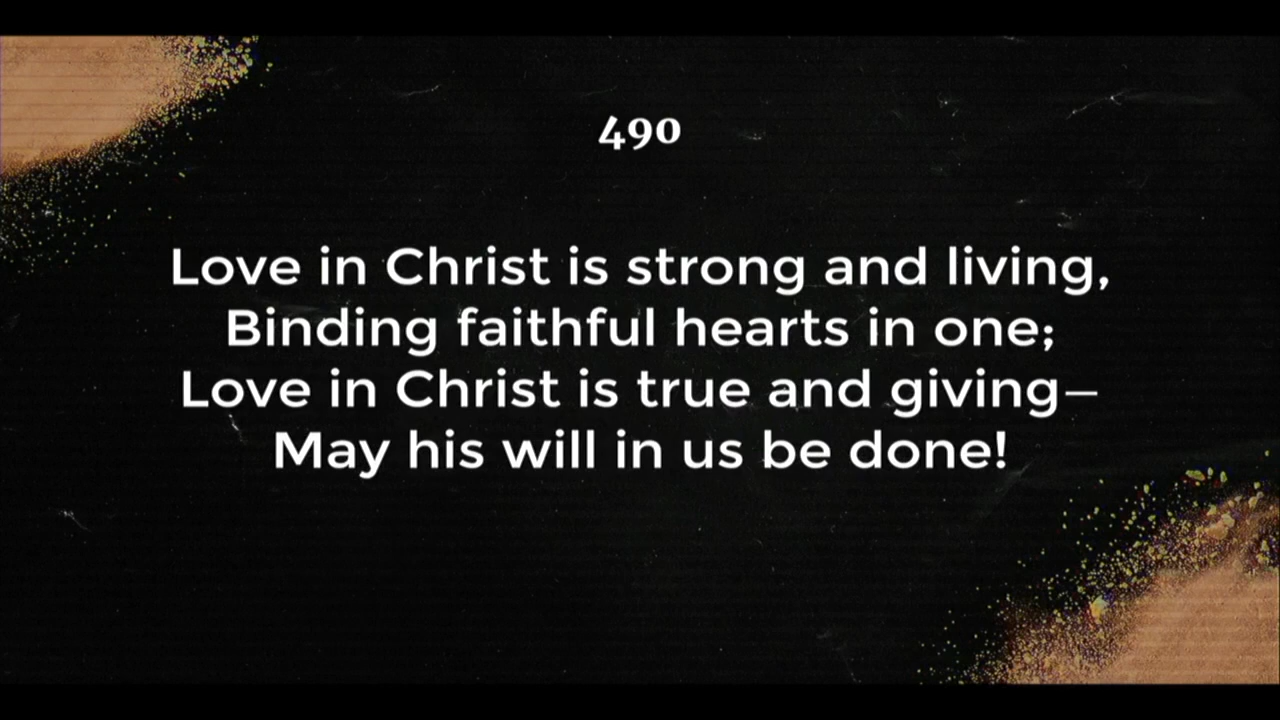 490
Love in Christ is strong and living,
Binding faithful hearts in one;
Love in Christ is true and giving—
May his will in us be done!